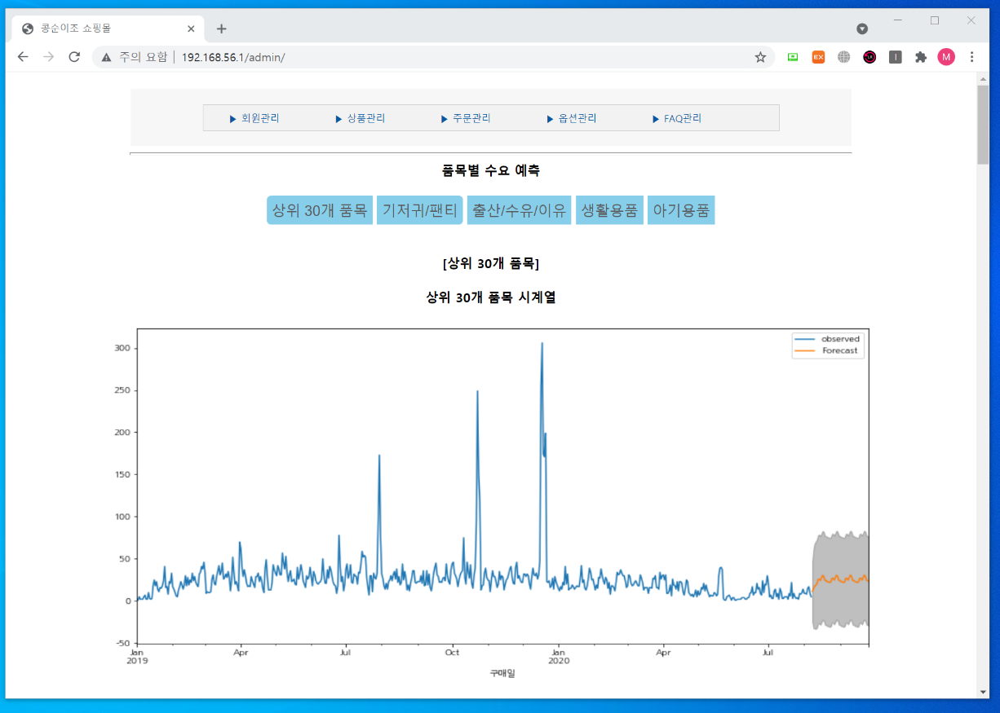 콩순이조 쇼핑몰
주의 요함 192.168.56.1/admin/
EX I M
▶ 회원관리 ▶ 상품관리 ▶ 주문관리 ▶ 옵션관리 ▶ FAQ관리
품목별 수요 예측
상위 30개 품목 기저귀/팬티 출산/수유/이유 생활용품 아기용품
[상위 30개 품목]
상위 30개 품목 시계열
observed
Forecast
300
250
200
150
100
50
0
-50
Jan Apr Jul Oct Jan Apr Jul
2019 2020
구매일